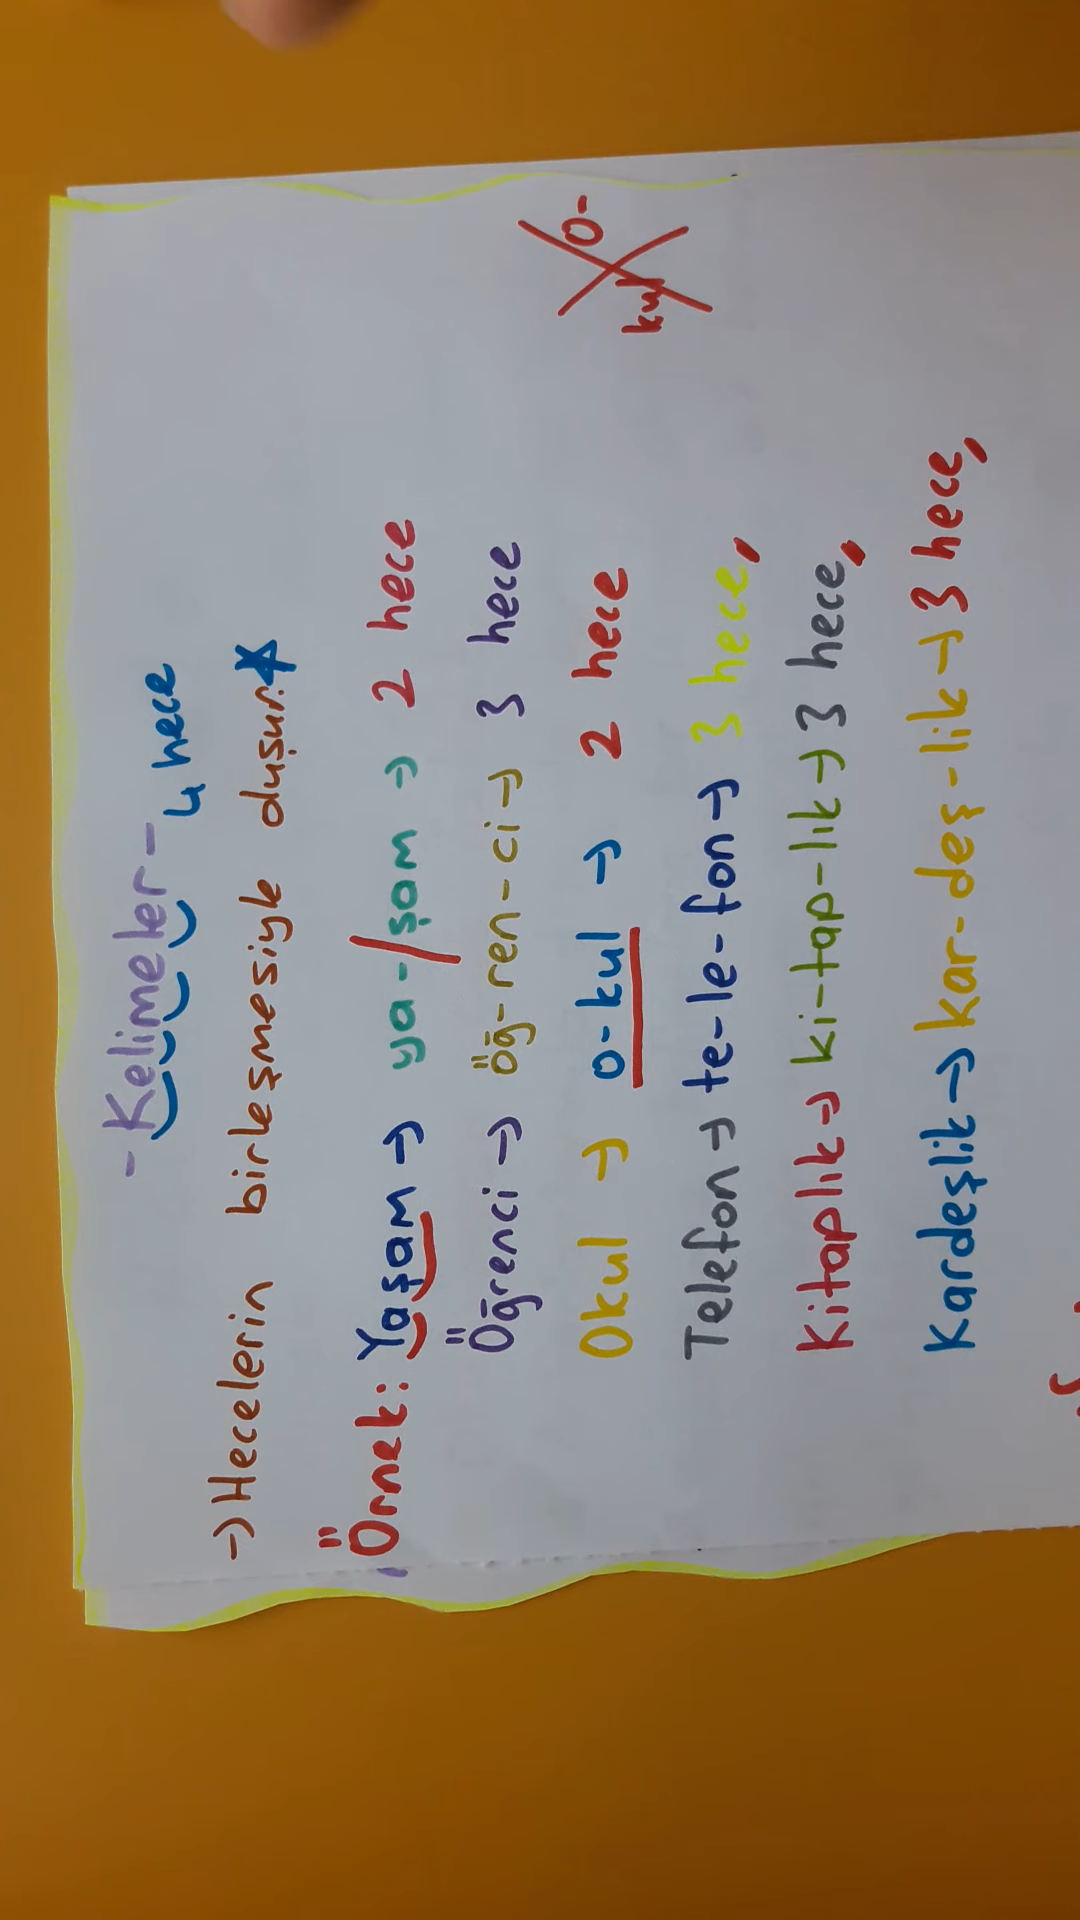 -Kelimeler-
4 hece
→Hecelerin birleşmesiyle duşur.
Örnek: Yaşam → ya-şam → 2 hece
Öğrenci → öğ-ren-ci → 3 hece
Okul → o-kul → 2 hece
o-
kul
Telefon → te-le-fon → 3 hece
Kitaplık → ki-tap-lık → 3 hece
Kardeşlik → kar-deş-lik → 3 hece